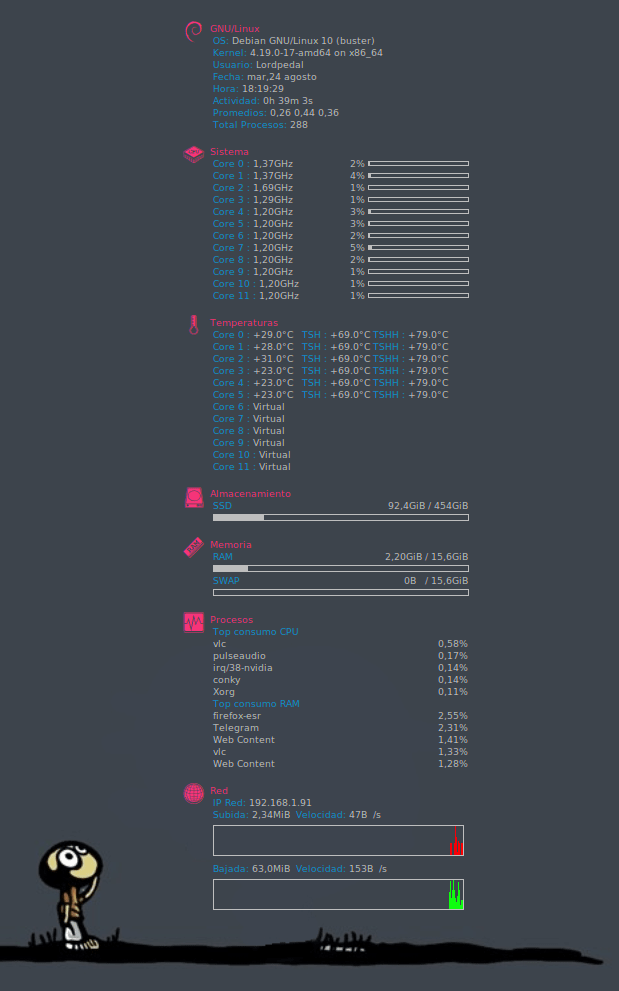 GNU/Linux
OS: Debian GNU/Linux 10 (buster)
Kernel: 4.19.0-17-amd64 on x86_64
Usuario: Lordpedal
Fecha: mar,24 agosto
Hora: 18:19:29
Actividad: 0h 39m 3s
Promedios: 0,26 0,44 0,36
Total Procesos: 288
Sistema
Core 0 : 1,37GHz 2%
Core 1 : 1,37GHz 4%
Core 2 : 1,69GHz 1%
Core 3 : 1,29GHz 1%
Core 4 : 1,20GHz 3%
Core 5 : 1,20GHz 3%
Core 6 : 1,20GHz 2%
Core 7 : 1,20GHz 5%
Core 8 : 1,20GHz 2%
Core 9 : 1,20GHz 1%
Core 10 : 1,20GHz 1%
Core 11 : 1,20GHz 1%
Temperaturas
Core 0 : +29.0°C TSH : +69.0°C TSHH : +79.0°C
Core 1 : +28.0°C TSH : +69.0°C TSHH : +79.0°C
Core 2 : +31.0°C TSH : +69.0°C TSHH : +79.0°C
Core 3 : +23.0°C TSH : +69.0°C TSHH : +79.0°C
Core 4 : +23.0°C TSH : +69.0°C TSHH : +79.0°C
Core 5 : +23.0°C TSH : +69.0°C TSHH : +79.0°C
Core 6 : Virtual
Core 7 : Virtual
Core 8 : Virtual
Core 9 : Virtual
Core 10 : Virtual
Core 11 : Virtual
Almacenamiento
SSD 92,4GiB / 454GiB
Memoria
RAM 2,20GiB / 15,6GiB
SWAP 0B / 15,6GiB
Procesos
Top consumo CPU
vlc 0,58%
pulseaudio 0,17%
irq/38-nvidia 0,14%
conky 0,14%
Xorg 0,11%
Top consumo RAM
firefox-esr 2,55%
Telegram 2,31%
Web Content 1,41%
vlc 1,33%
Web Content 1,28%
Red
IP Red: 192.168.1.91
Subida: 2,34MiB Velocidad: 47B /s
Bajada: 63,0MiB Velocidad: 153B /s